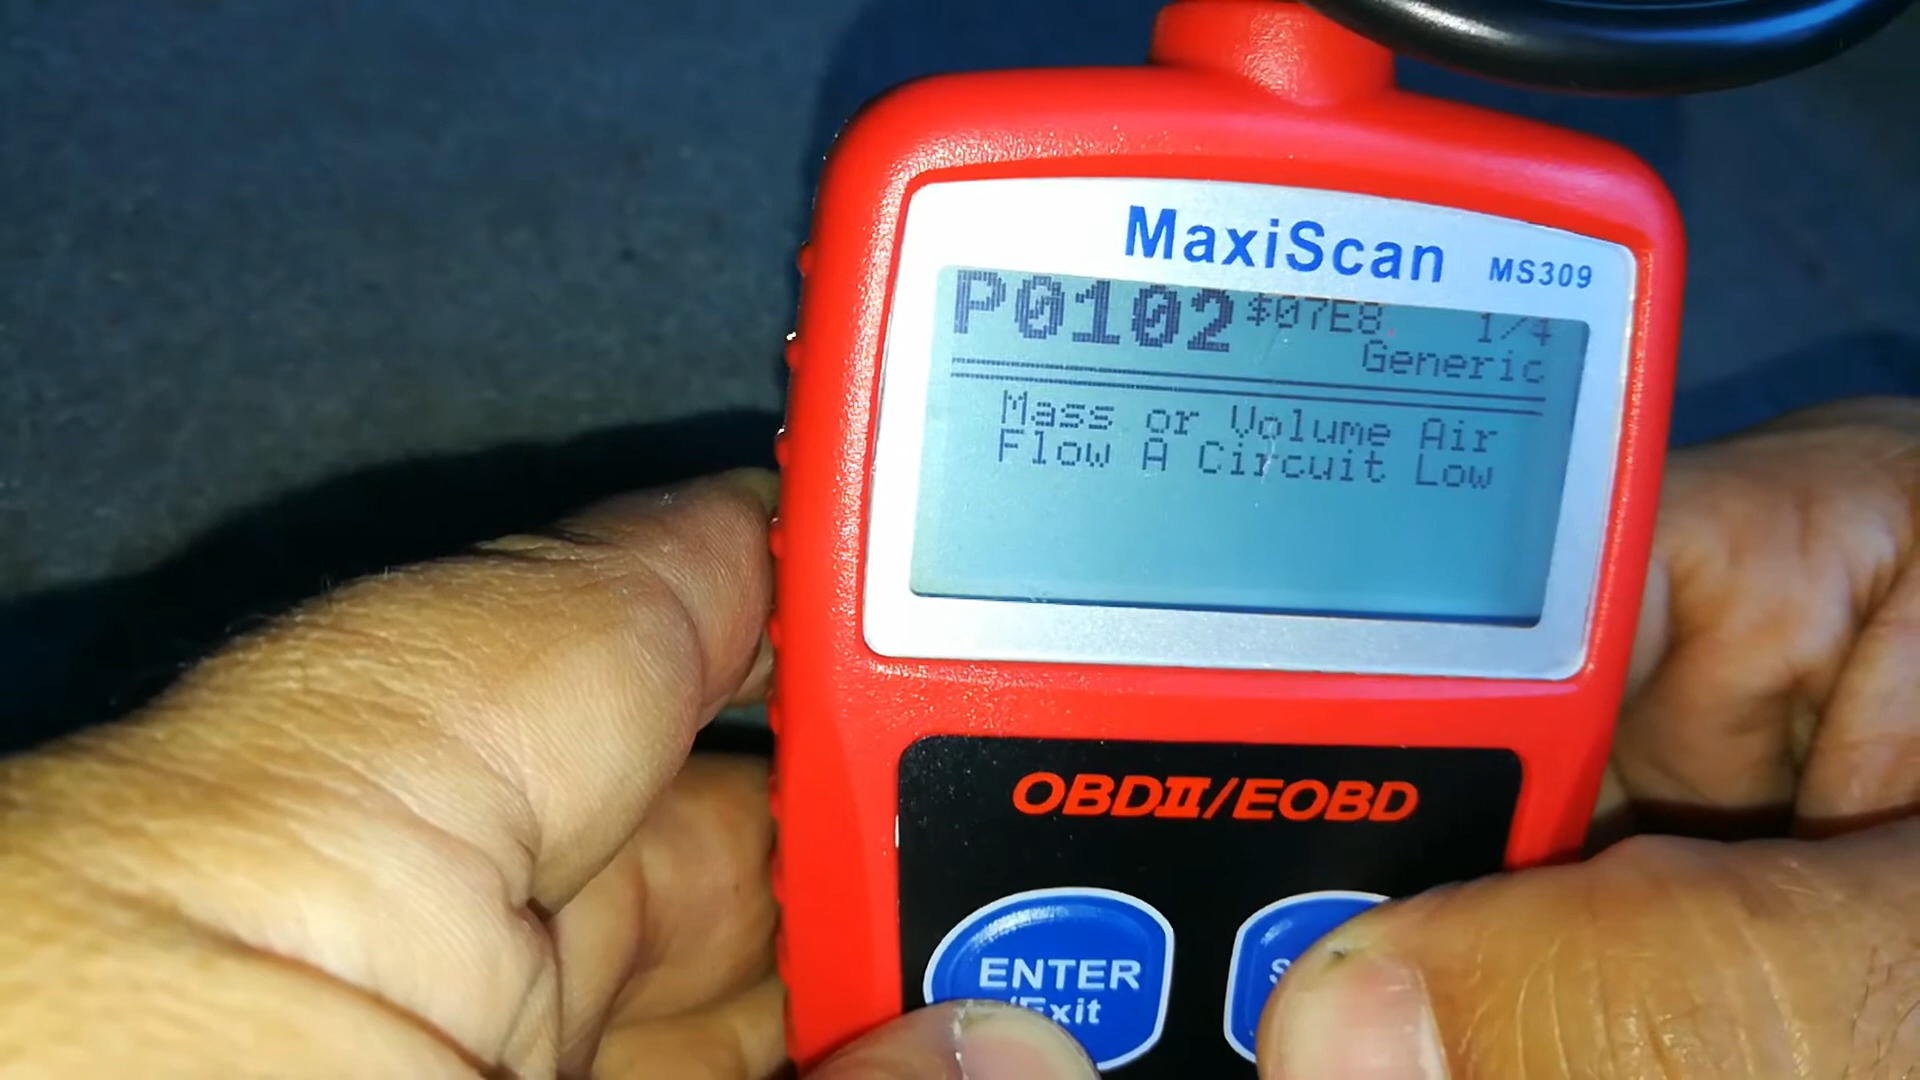 MaxiScan MS309
P0102 $07E8 1/4
Generic
Mass or Volume Air
Flow A Circuit Low
OBDII/EOBD
ENTER
/Exit